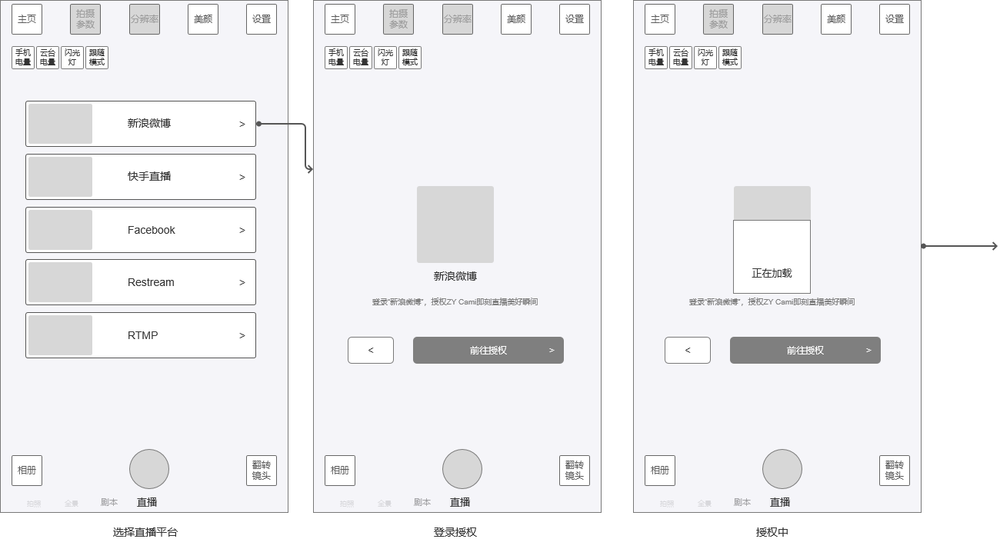 主页
拍摄
参数
分辨率
美颜
设置
手机
电量
云台
电量
闪光
灯
跟随
模式
新浪微博 >
快手直播 >
Facebook >
Restream >
RTMP >
相册
翻转
镜头
拍照 全景 剧本 直播
选择直播平台
主页
拍摄
参数
分辨率
美颜
设置
手机
电量
云台
电量
闪光
灯
跟随
模式
新浪微博
登录“新浪微博”，授权ZY Cami即刻直播美好瞬间
<
前往授权 >
相册
翻转
镜头
拍照 全景 剧本 直播
登录授权
主页
拍摄
参数
分辨率
美颜
设置
手机
电量
云台
电量
闪光
灯
跟随
模式
正在加载
登录“新浪微博”，授权ZY Cami即刻直播美好瞬间
<
前往授权 >
相册
翻转
镜头
拍照 全景 剧本 直播
授权中